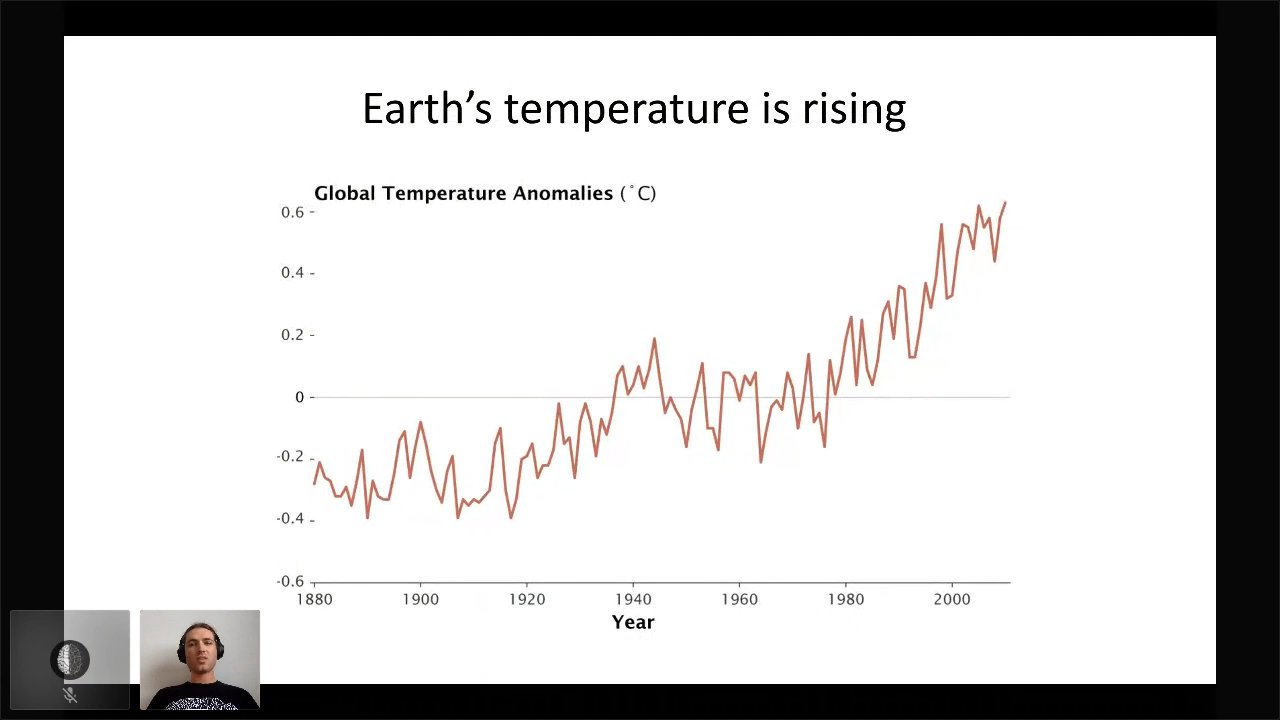 Earth’s temperature is rising
Global Temperature Anomalies (˚C)
0.6
0.4
0.2
0
-0.2
-0.4
-0.6
1880 1900 1920 1940 1960 1980 2000
Year